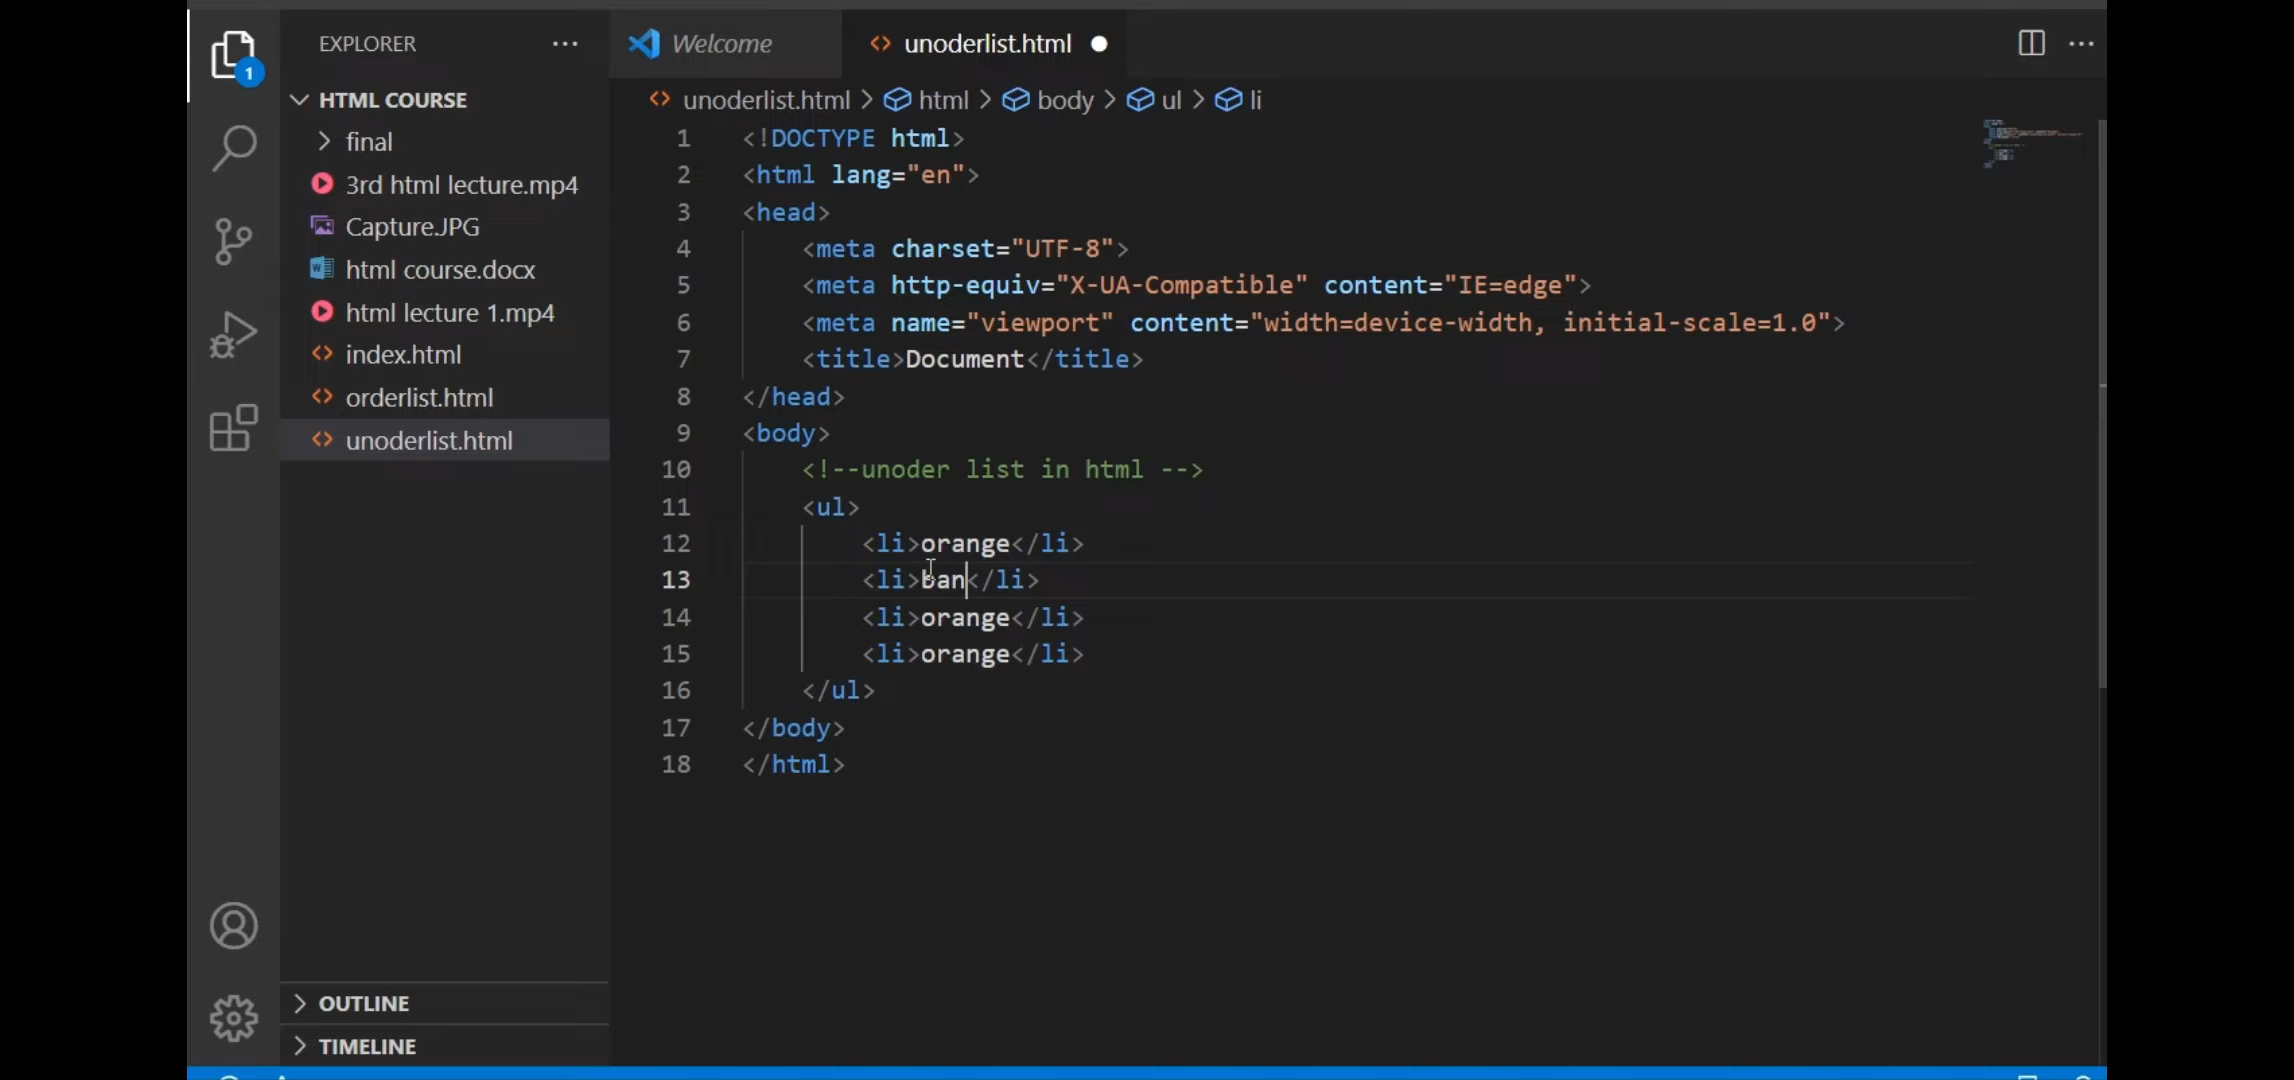 EXPLORER
1
HTML COURSE
final
3rd html lecture.mp4
Capture.JPG
html course.docx
html lecture 1.mp4
index.html
orderlist.html
unoderlist.html
OUTLINE
TIMELINE
Welcome
unoderlist.html
unoderlist.html > html > body > ul > li
1 <!DOCTYPE html>
2 <html lang="en">
3 <head>
4 <meta charset="UTF-8">
5 <meta http-equiv="X-UA-Compatible" content="IE=edge">
6 <meta name="viewport" content="width=device-width, initial-scale=1.0">
7 <title>Document</title>
8 </head>
9 <body>
10 <!--unoder list in html -->
11 <ul>
12 <li>orange</li>
13 <li>ban</li>
14 <li>orange</li>
15 <li>orange</li>
16 </ul>
17 </body>
18 </html>